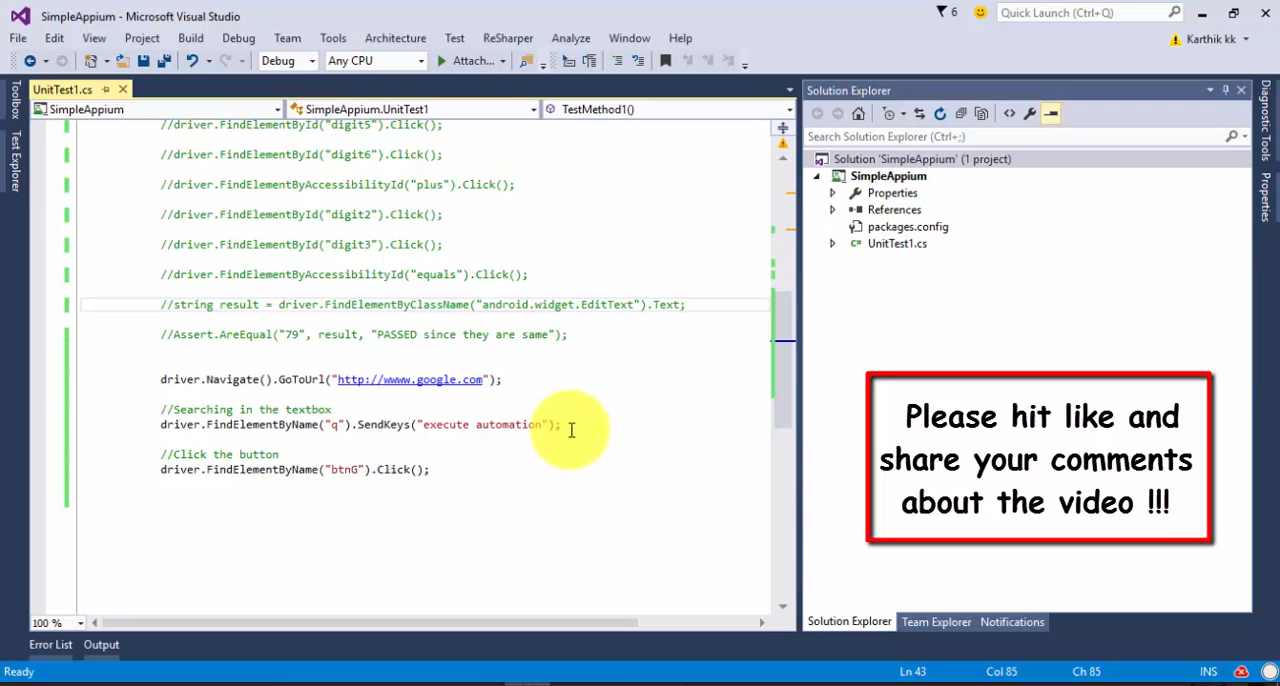 SimpleAppium - Microsoft Visual Studio
6
Quick Launch (Ctrl+Q)
File Edit View Project Build Debug Team Tools Architecture Test ReSharper Analyze Window Help
Karthik kk
Debug
Any CPU
Attach...
Toolbox
Test Explorer
UnitTest1.cs
SimpleAppium
SimpleAppium.UnitTest1
TestMethod1()
//driver.FindElementById("digit5").Click();
//driver.FindElementById("digit6").Click();
//driver.FindElementByAccessibilityId("plus").Click();
//driver.FindElementById("digit2").Click();
//driver.FindElementById("digit3").Click();
//driver.FindElementByAccessibilityId("equals").Click();
//string result = driver.FindElementByClassName("android.widget.EditText").Text;
//Assert.AreEqual("79", result, "PASSED since they are same");
driver.Navigate().GoToUrl("http://wwww.google.com");
//Searching in the textbox
driver.FindElementByName("q").SendKeys("execute automation");
//Click the button
driver.FindElementByName("btnG").Click();
100 %
Solution Explorer
Search Solution Explorer (Ctrl+;)
Solution 'SimpleAppium' (1 project)
SimpleAppium
Properties
References
packages.config
UnitTest1.cs
Please hit like and
share your comments
about the video !!!
Solution Explorer Team Explorer Notifications
Diagnostic Tools
Properties
Error List Output
Ready
Ln 43
Col 85
Ch 85
INS